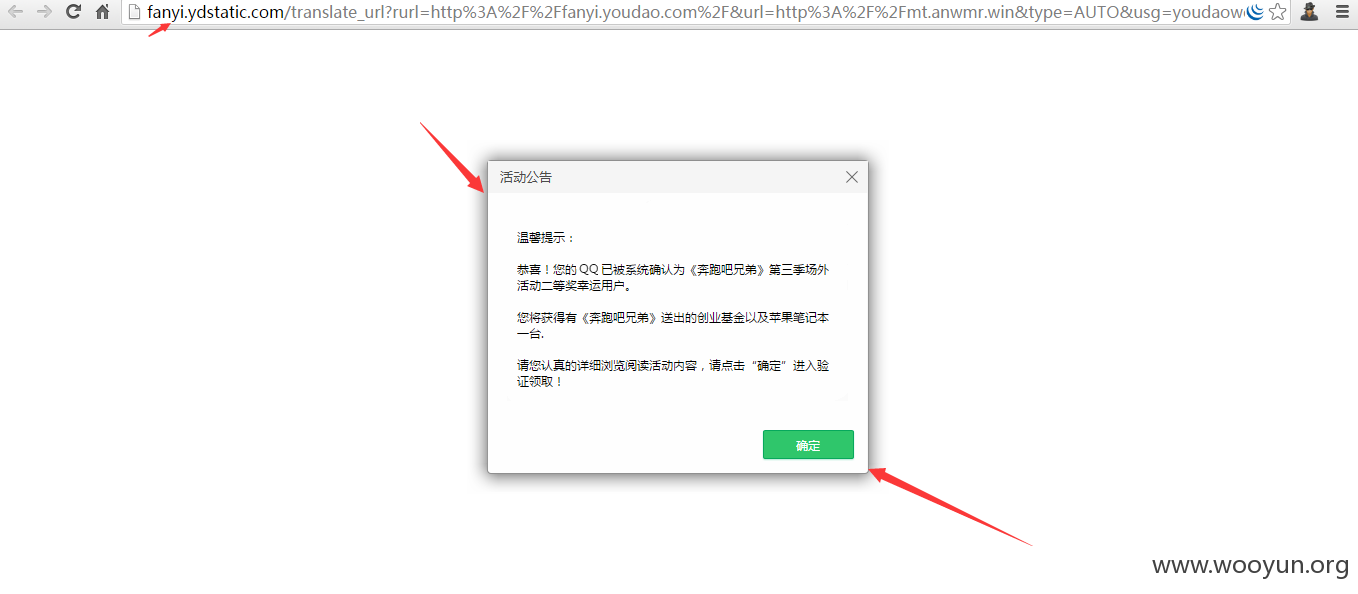 fanyi.ydstatic.com/translate_url?rurl=http%3A%2F%2Ffanyi.youdao.com%2F&url=http%3A%2F%2Fmt.anwmr.win&type=AUTO&usg=youdaow
活动公告
温馨提示：
恭喜！您的QQ已被系统确认为《奔跑吧兄弟》第三季场外
活动二等奖幸运用户。
您将获得有《奔跑吧兄弟》送出的创业基金以及苹果笔记本
一台,
请您认真的详细浏览阅读活动内容，请点击“确定”进入验
证领取！
确定
www.wooyun.org